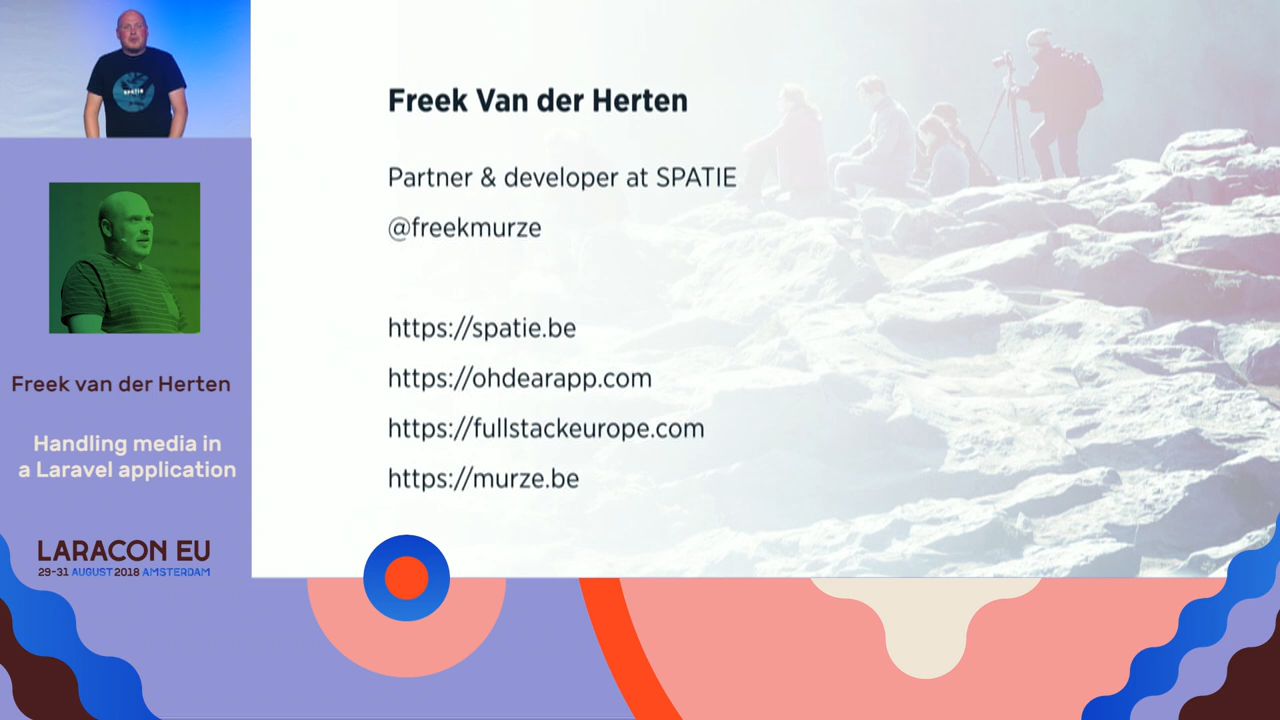 SPATIE
Freek Van der Herten
Partner & developer at SPATIE
@freekmurze
https://spatie.be
https://ohdearapp.com
https://fullstackeurope.com
https://murze.be
Freek van der Herten
Handling media in
a Laravel application
LARACON EU
29-31 AUGUST 2018 AMSTERDAM